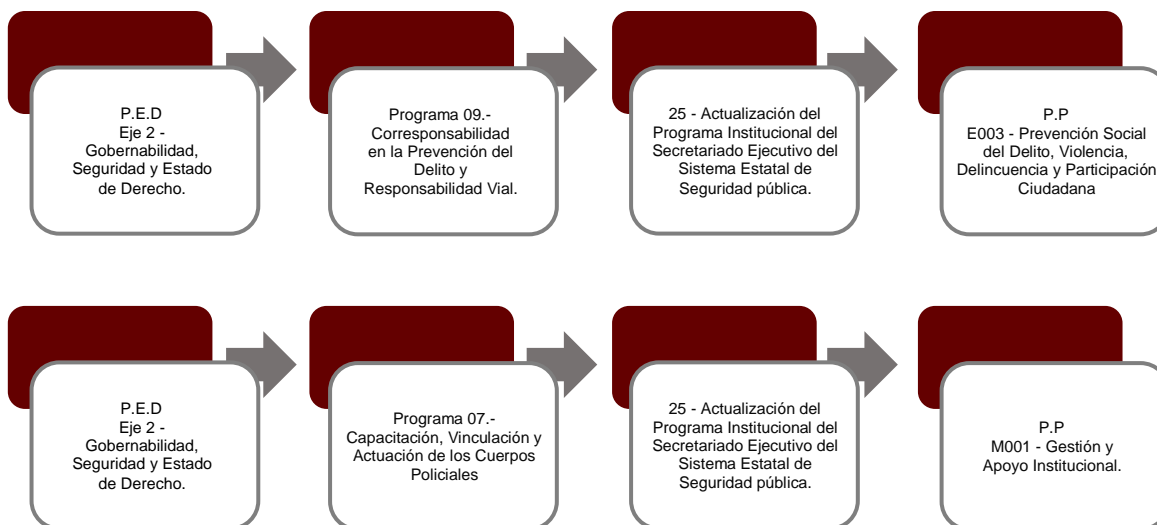 P.E.D
Eje 2 -
Gobernabilidad,
Seguridad y Estado
de Derecho.
Programa 09.-
Corresponsabilidad
en la Prevención del
Delito y
Responsabilidad Vial.
25 - Actualización del
Programa Institucional del
Secretariado Ejecutivo del
Sistema Estatal de
Seguridad pública.
P.P
E003 - Prevención Social
del Delito, Violencia,
Delincuencia y Participación
Ciudadana
P.E.D
Eje 2 -
Gobernabilidad,
Seguridad y Estado
de Derecho.
Programa 07.-
Capacitación, Vinculación y
Actuación de los Cuerpos
Policiales
25 - Actualización del
Programa Institucional del
Secretariado Ejecutivo del
Sistema Estatal de
Seguridad pública.
P.P
M001 - Gestión y
Apoyo Institucional.